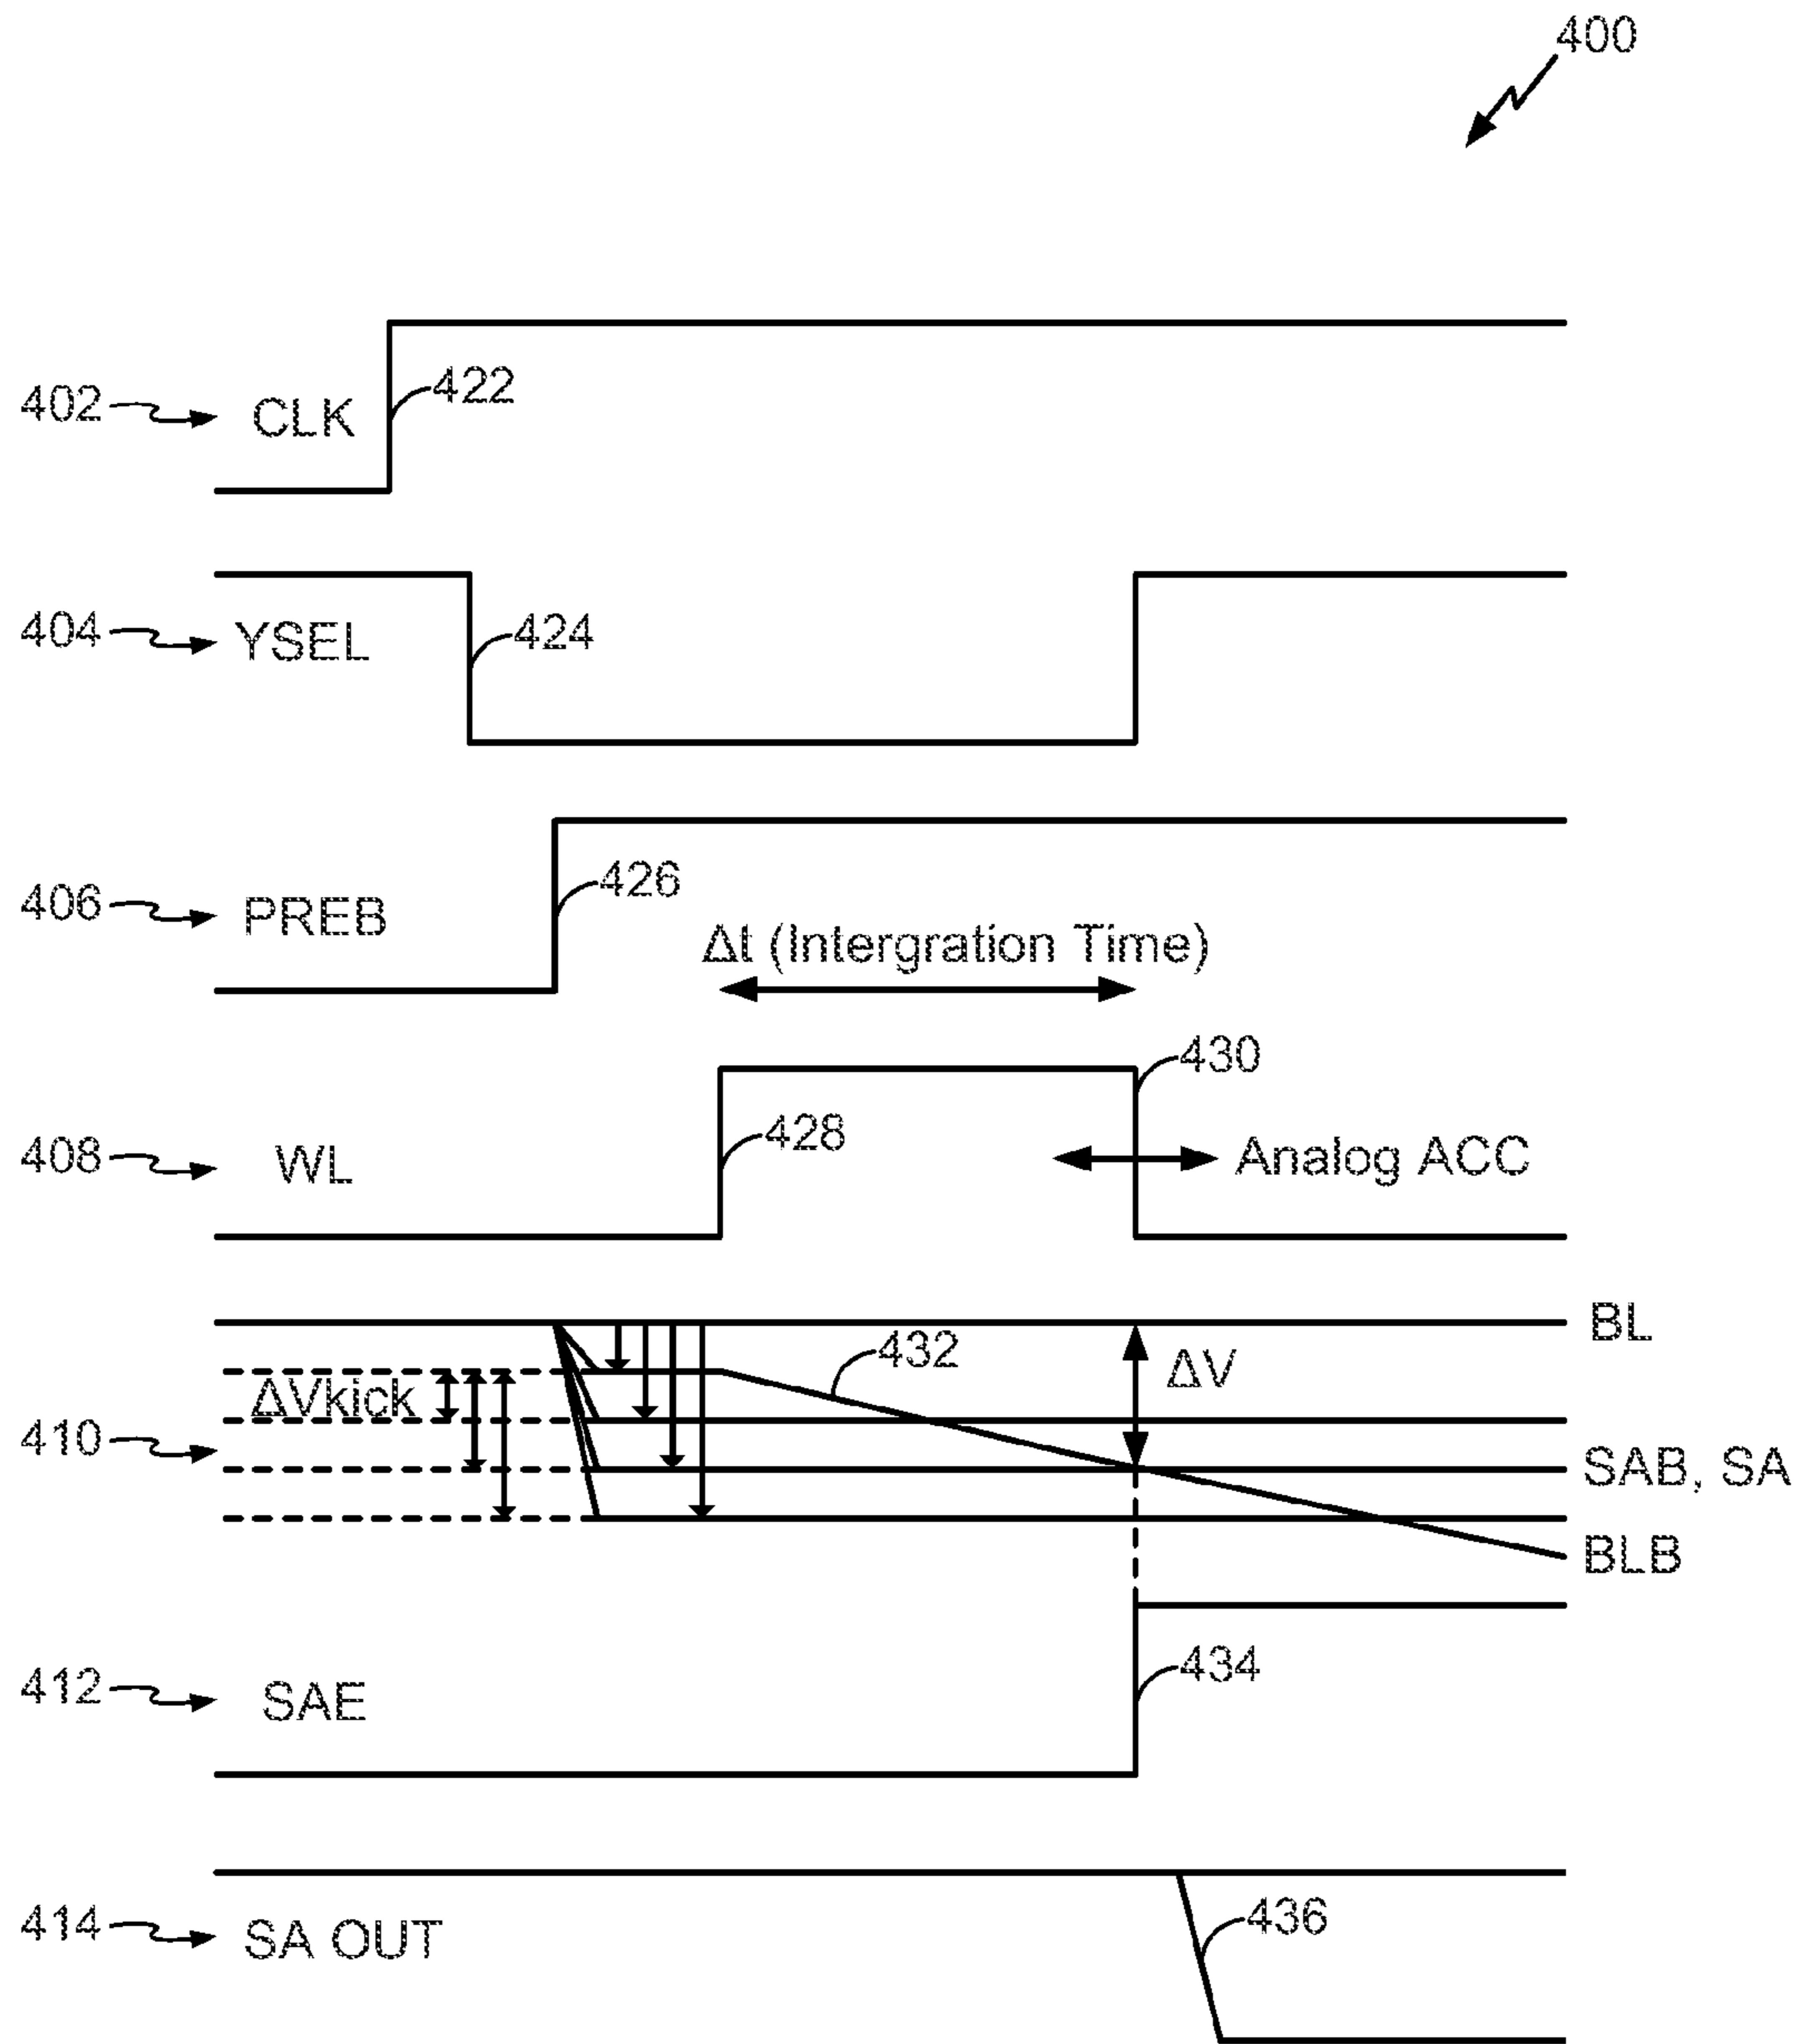 400
402 CLK 422
404 YSEL 424
406 PREB 426
Δt (Intergration Time)
430
408 WL 428 Analog ACC
BL
432
ΔV
ΔVkick
410 SAB, SA
BLB
412 SAE 434
414 SA OUT 436